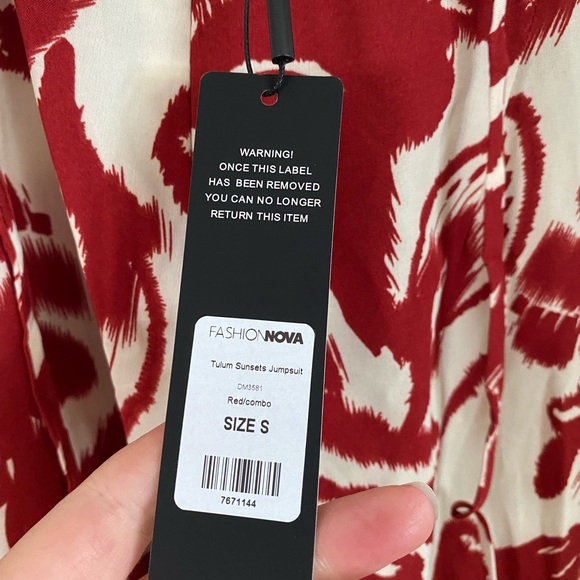 WARNING!
ONCE THIS LABEL
HAS BEEN REMOVED
YOU CAN NO LONGER
RETURN THIS ITEM
FASHIONNOVA
Tulum Sunsets Jumpsuit
DM3581
Red/combo
SIZE S
7671144